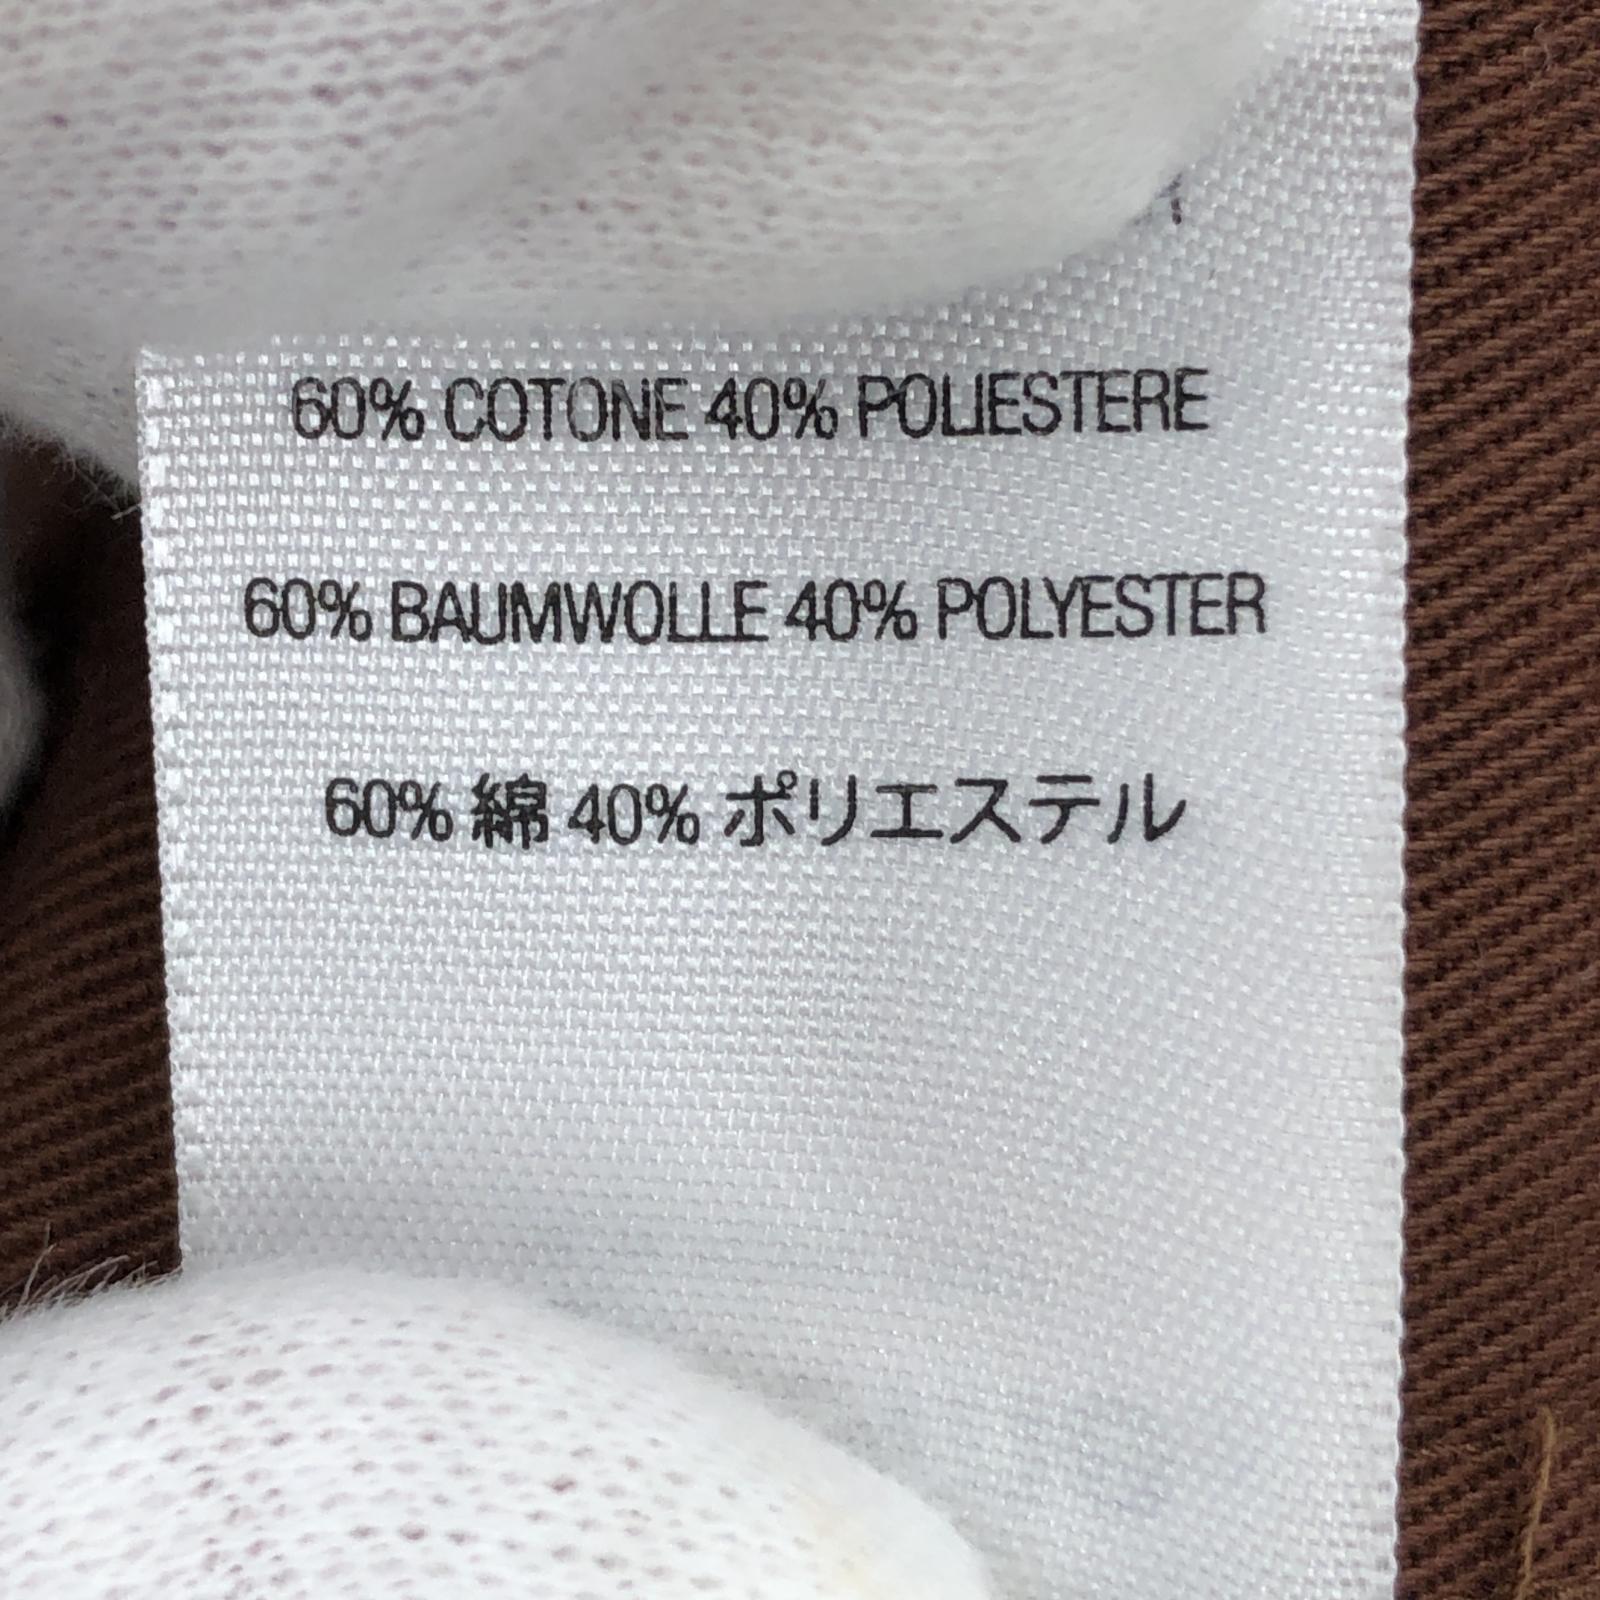 60% COTONE 40% POLIESTERE
60% BAUMWOLLE 40% POLYESTER
60% 綿 40% ポリエステル